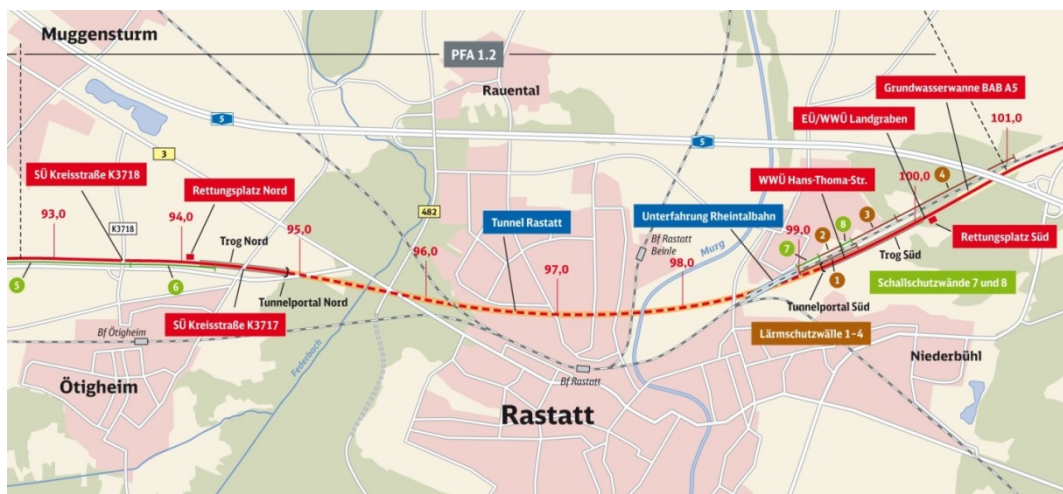 Muggensturm
PFA 1.2
Grundwasserwanne BAB A5
Rauental
EÜ/WWÜ Landgraben
101,0
5
3
5
SÜ Kreisstraße K3718
WWÜ Hans-Thoma-Str.
100,0
4
Rettungsplatz Nord
482
Tunnel Rastatt
Unterfahrung Rheintalbahn
3
93,0
K3718
94,0
Trog Nord
95,0
96,0
97,0
Bf Rastatt
Beinle
Murg
98,0
99,0
2
8
7
Rettungsplatz Süd
Trog Süd
5
6
Tunnelportal Nord
1
Tunnelportal Süd
Schallschutzwände 7 und 8
SÜ Kreisstraße K3717
Bf Ötigheim
Lärmschutzwälle 1–4
Federbach
Niederbühl
Ötigheim
Bf Rastatt
Rastatt